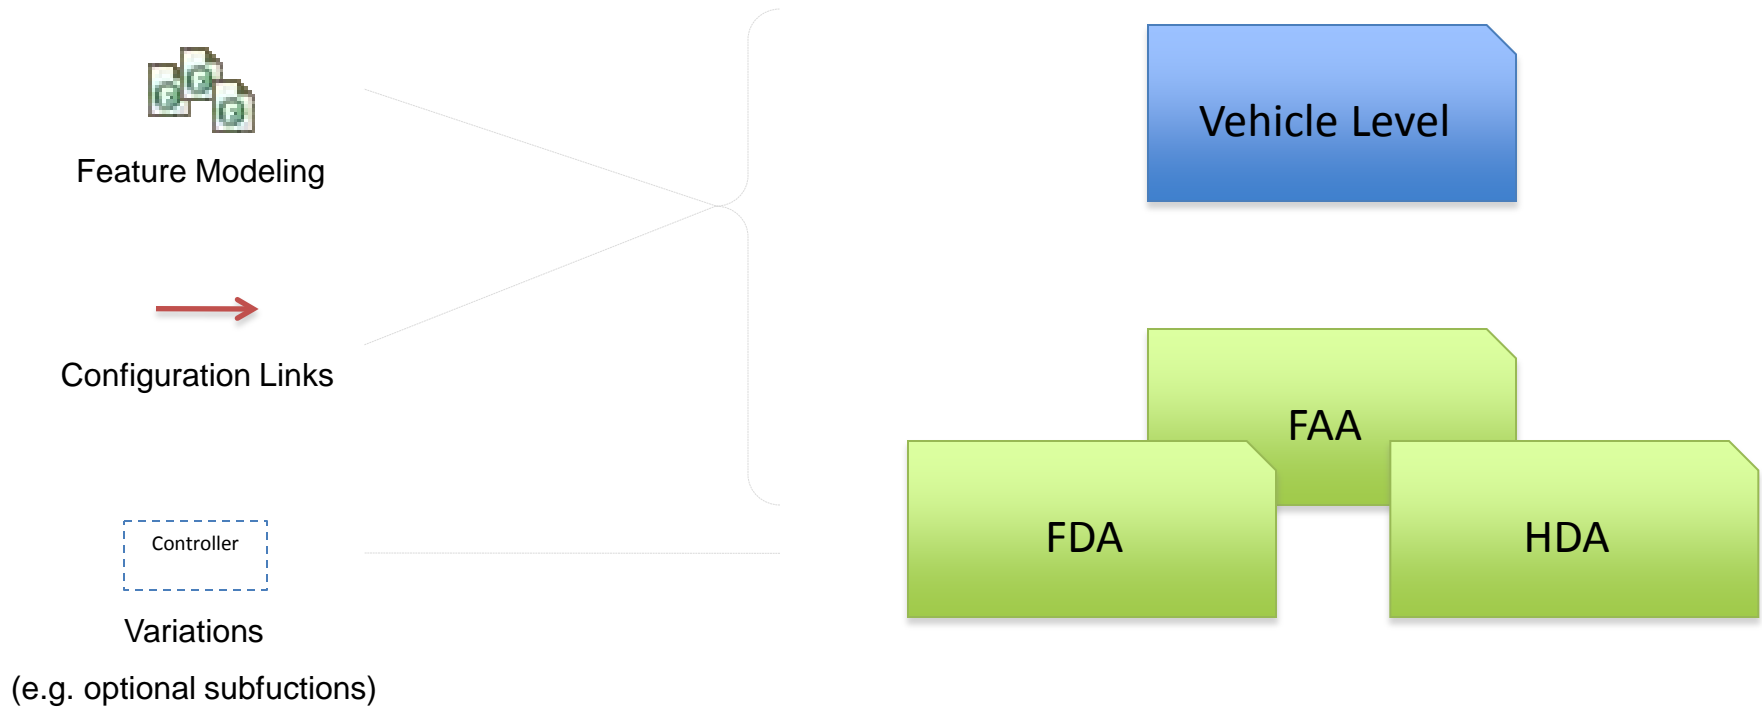 Feature Modeling
Configuration Links
Controller
Variations
(e.g. optional subfuctions)
Vehicle Level
FAA
FDA
HDA